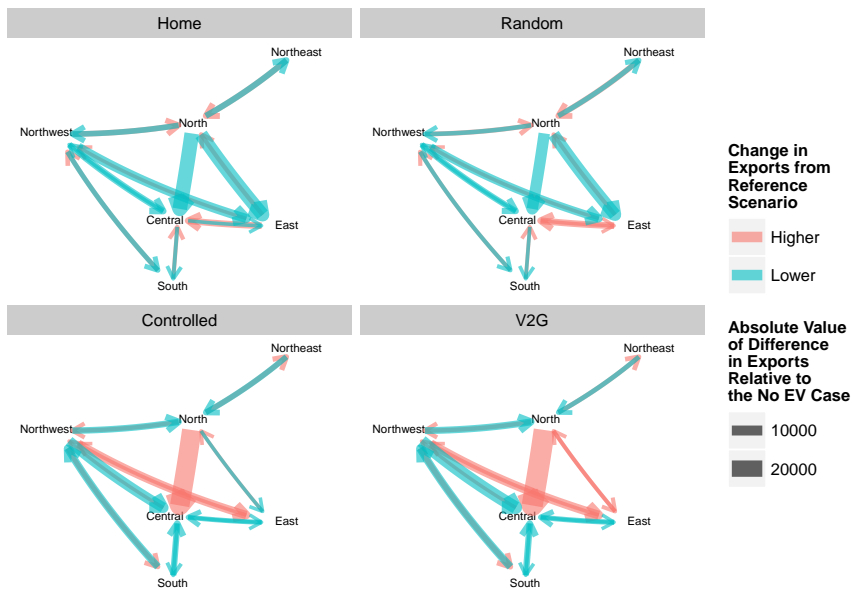 Home
Random
Northeast
North
Northwest
Central
East
South
Northeast
North
Northwest
Central
East
South
Controlled
V2G
Northeast
North
Northwest
Central
East
South
Northeast
North
Northwest
Central
East
South
Change in
Exports from
Reference
Scenario
Higher
Lower
Absolute Value
of Difference
in Exports
Relative to
the No EV Case
10000
20000